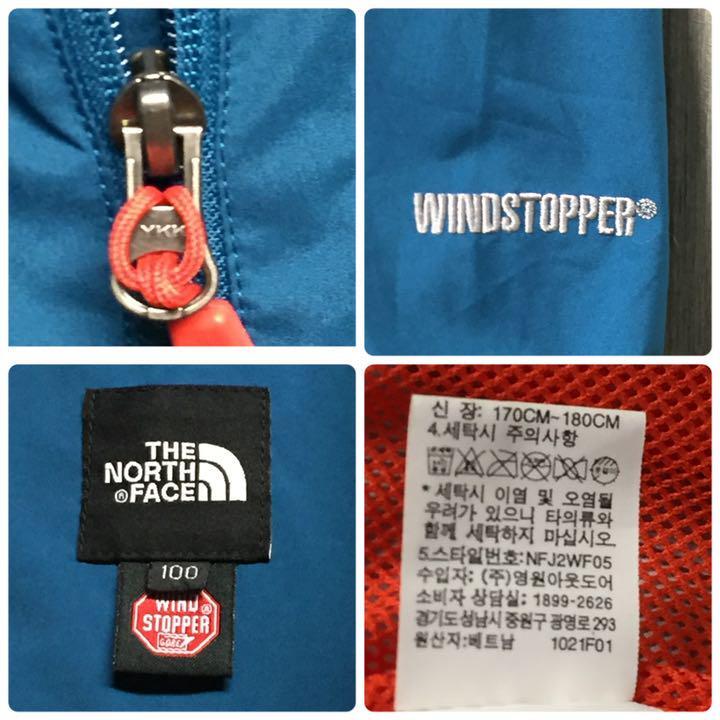 YKK
WINDSTOPPER®
THE
NORTH
®FACE
100
WIND®
STOPPER
GORE
신 장: 170CM~180CM
4.세탁시 주의사항
* 세탁시 이염 및 오염될
우려가 있으니 타의류와
함께 세탁하지 마십시오.
5.스타일번호:NFJ2WF05
수입자: (주)영원아웃도어
소비자 상담실: 1899-2626
경기도성남시중원구 광명로 293
원산자:베트남 1021F01